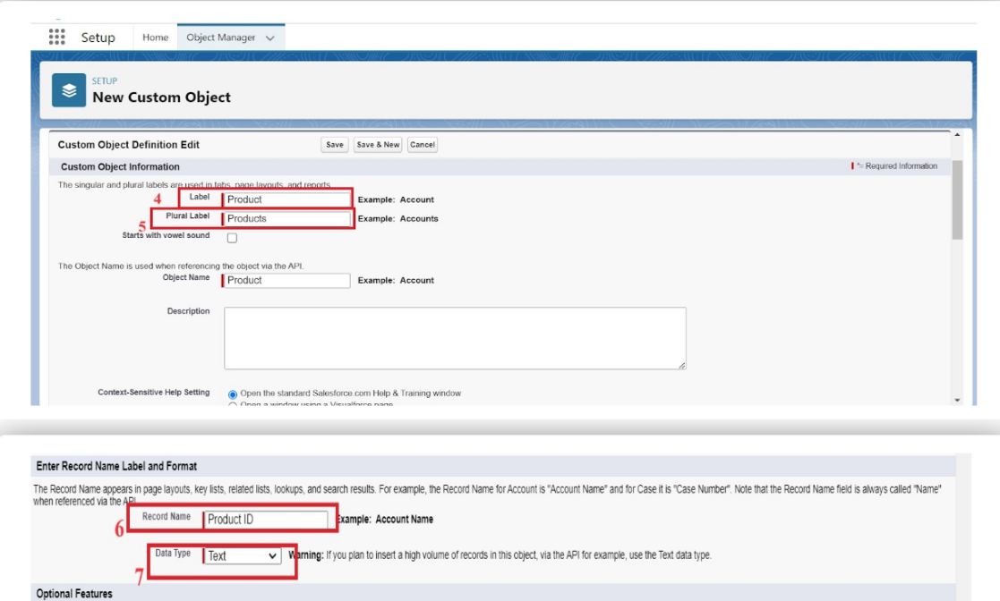 Setup Home Object Manager
SETUP
New Custom Object
Custom Object Definition Edit Save Save & New Cancel
Custom Object Information = Required Information
The singular and plural labels are used in tabs, page layouts, and reports.
4 Label Product Example: Account
5 Plural Label Products Example: Accounts
Starts with vowel sound
The Object Name is used when referencing the object via the API.
Object Name Product Example: Account
Description
Context-Sensitive Help Setting Open the standard Salesforce.com Help & Training window
Open a window using a Visualforce page
Enter Record Name Label and Format
The Record Name appears in page layouts, key lists, related lists, lookups, and search results. For example, the Record Name for Account is "Account Name" and for Case it is "Case Number". Note that the Record Name field is always called "Name"
when referenced via the API.
6 Record Name Product ID Example: Account Name
7 Data Type Text Warning: If you plan to insert a high volume of records in this object, via the API for example, use the Text data type.
Optional Features